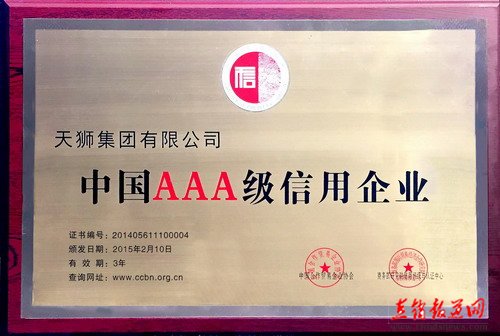 信
天狮集团有限公司
中国AAA级信用企业
证书编号：201405611100004
颁发日期：2015年2月10日
有 效 期：3年
查询网址：www.ccbn.org.cn
直销报道网